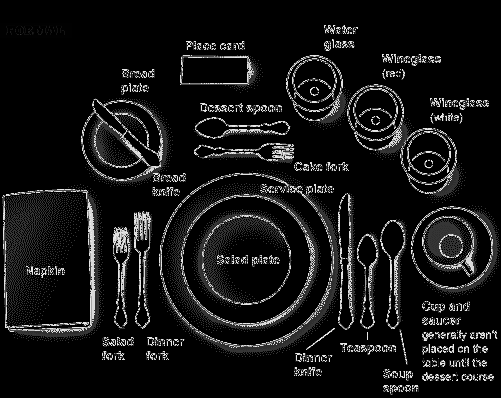 Water
glass
Place card
Wineglass
(red)
Bread
plate
Dessert spoon
Wineglass
(white)
Cake fork
Bread
knife
Service plate
Napkin
Salad plate
Cup and
saucer
generally aren't
placed on the
table until the
dessert course
Salad
fork
Dinner
fork
Dinner
knife
Teaspoon
Soup
spoon